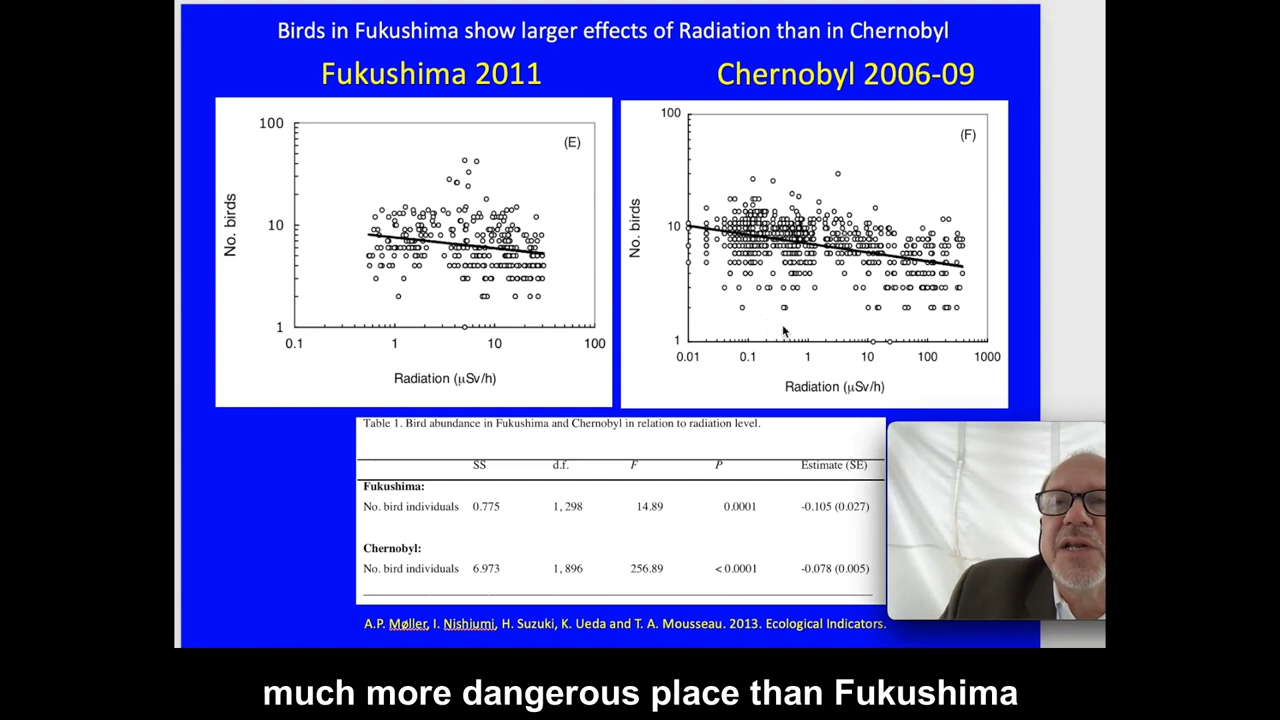 Birds in Fukushima show larger effects of Radiation than in Chernobyl
Fukushima 2011
Chernobyl 2006-09
100
(E)
10
1
No. birds
0.1 1 10 100
Radiation (µSv/h)
100
(F)
10
1
No. birds
0.01 0.1 1 10 100 1000
Radiation (µSv/h)
Table 1. Bird abundance in Fukushima and Chernobyl in relation to radiation level.
SS d.f. F P Estimate (SE)
Fukushima:
No. bird individuals 0.775 1, 298 14.89 0.0001 -0.105 (0.027)
Chernobyl:
No. bird individuals 6.973 1, 896 256.89 < 0.0001 -0.078 (0.005)
A.P. Møller, I. Nishiumi, H. Suzuki, K. Ueda and T. A. Mousseau. 2013. Ecological Indicators.
much more dangerous place than Fukushima